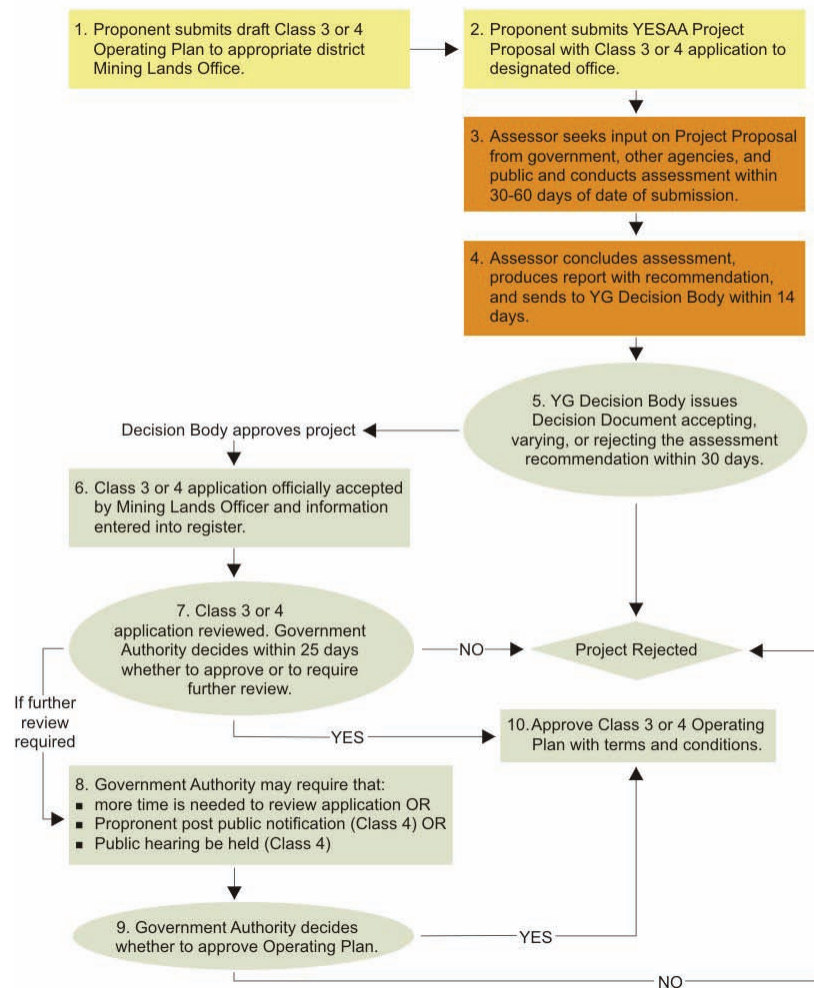 1. Proponent submits draft Class 3 or 4
Operating Plan to appropriate district
Mining Lands Office.
2. Proponent submits YESAA Project
Proposal with Class 3 or 4 application to
designated office.
3. Assessor seeks input on Project Proposal
from government, other agencies, and
public and conducts assessment within
30-60 days of date of submission.
4. Assessor concludes assessment,
produces report with recommendation,
and sends to YG Decision Body within 14
days.
5. YG Decision Body issues
Decision Document accepting,
varying, or rejecting the assessment
recommendation within 30 days.
Decision Body approves project
6. Class 3 or 4 application officially accepted
by Mining Lands Officer and information
entered into register.
7. Class 3 or 4
application reviewed. Government
Authority decides within 25 days
whether to approve or to require
further review.
NO
Project Rejected
If further
review
required
YES
10. Approve Class 3 or 4 Operating
Plan with terms and conditions.
8. Government Authority may require that:
▪ more time is needed to review application OR
▪ Propronent post public notification (Class 4) OR
▪ Public hearing be held (Class 4)
9. Government Authority decides
whether to approve Operating Plan.
YES
NO